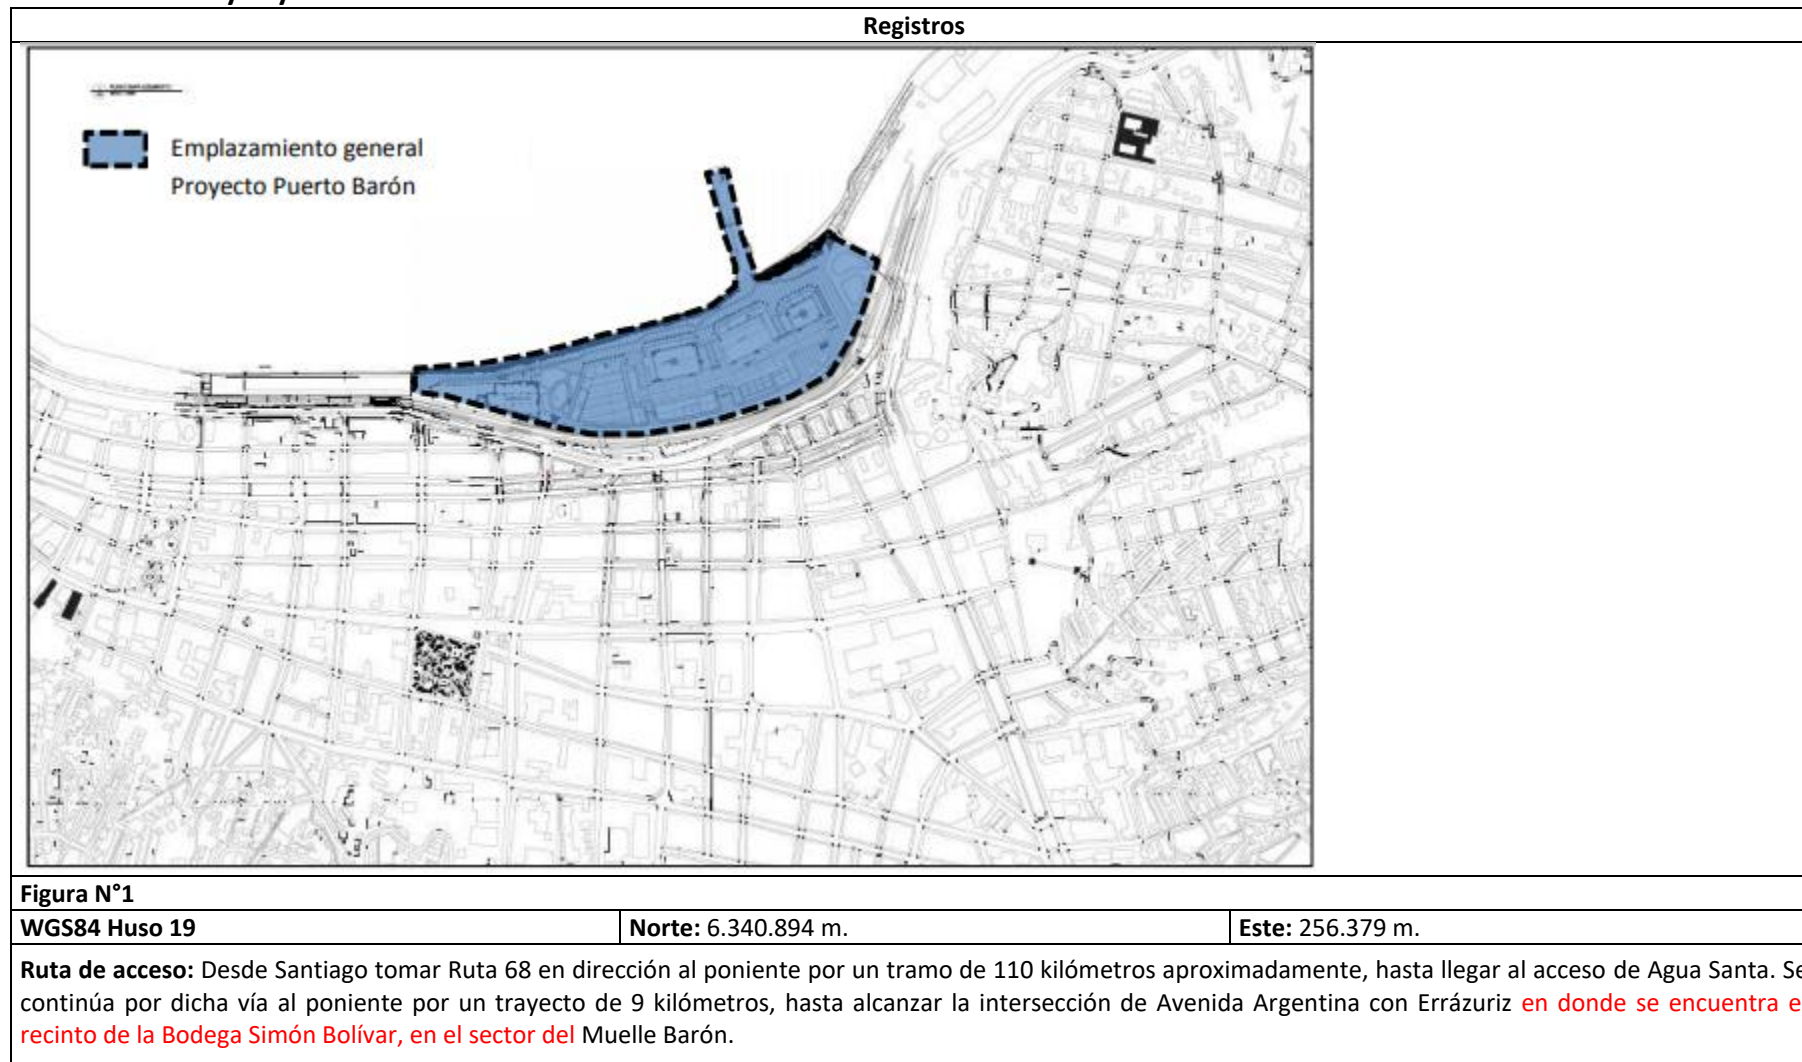 Registros
Emplazamiento general
Proyecto Puerto Barón
Figura N°1
WGS84 Huso 19 Norte: 6.340.894 m. Este: 256.379 m.
Ruta de acceso: Desde Santiago tomar Ruta 68 en dirección al poniente por un tramo de 110 kilómetros aproximadamente, hasta llegar al acceso de Agua Santa. Se
continúa por dicha vía al poniente por un trayecto de 9 kilómetros, hasta alcanzar la intersección de Avenida Argentina con Errázuriz en donde se encuentra e
recinto de la Bodega Simón Bolívar, en el sector del Muelle Barón.